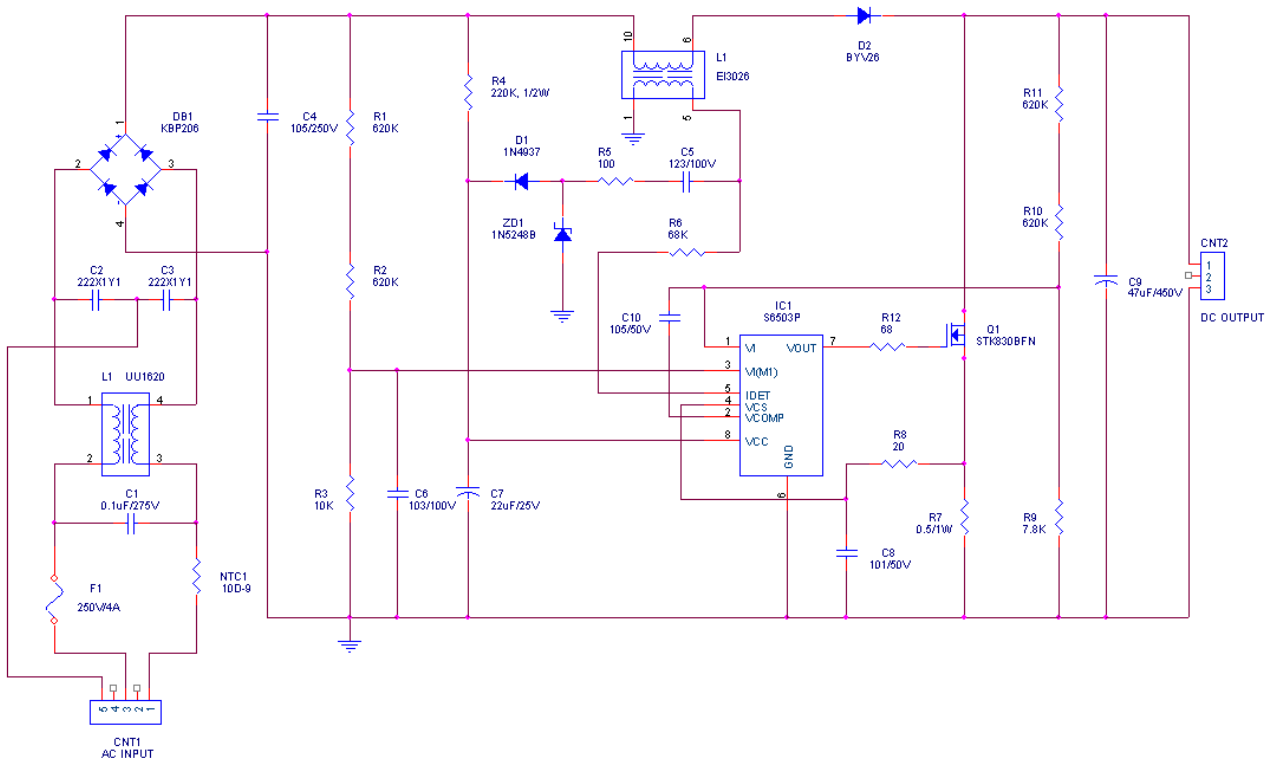 10
6
L1
EI3026
1
5
D2
BYV26
R4
220K, 1/2W
C4
105/250V
R1
620K
R11
620K
DB1
KBP206
1
2
3
4
+
-
D1
1N4937
R5
100
C5
123/100V
ZD1
1N5248B
R6
68K
R10
620K
CNT2
1
2
3
DC OUTPUT
C2
222X1Y1
C3
222X1Y1
R2
620K
C9
47uF/450V
C10
105/50V
IC1
S6503P
1 VI
VOUT 7
3 VI(M1)
5 IDET
4 VCS
2 VCOMP
8 VCC
GND
6
R12
68
Q1
STK830BFN
L1 UU1620
1
4
2
3
C1
0.1uF/275V
R3
10K
C6
103/100V
C7
22uF/25V
R8
20
R7
0.5/1W
R9
7.8K
C8
101/50V
F1
250V/4A
NTC1
10D-9
5 4 3 2 1
CNT1
AC INPUT